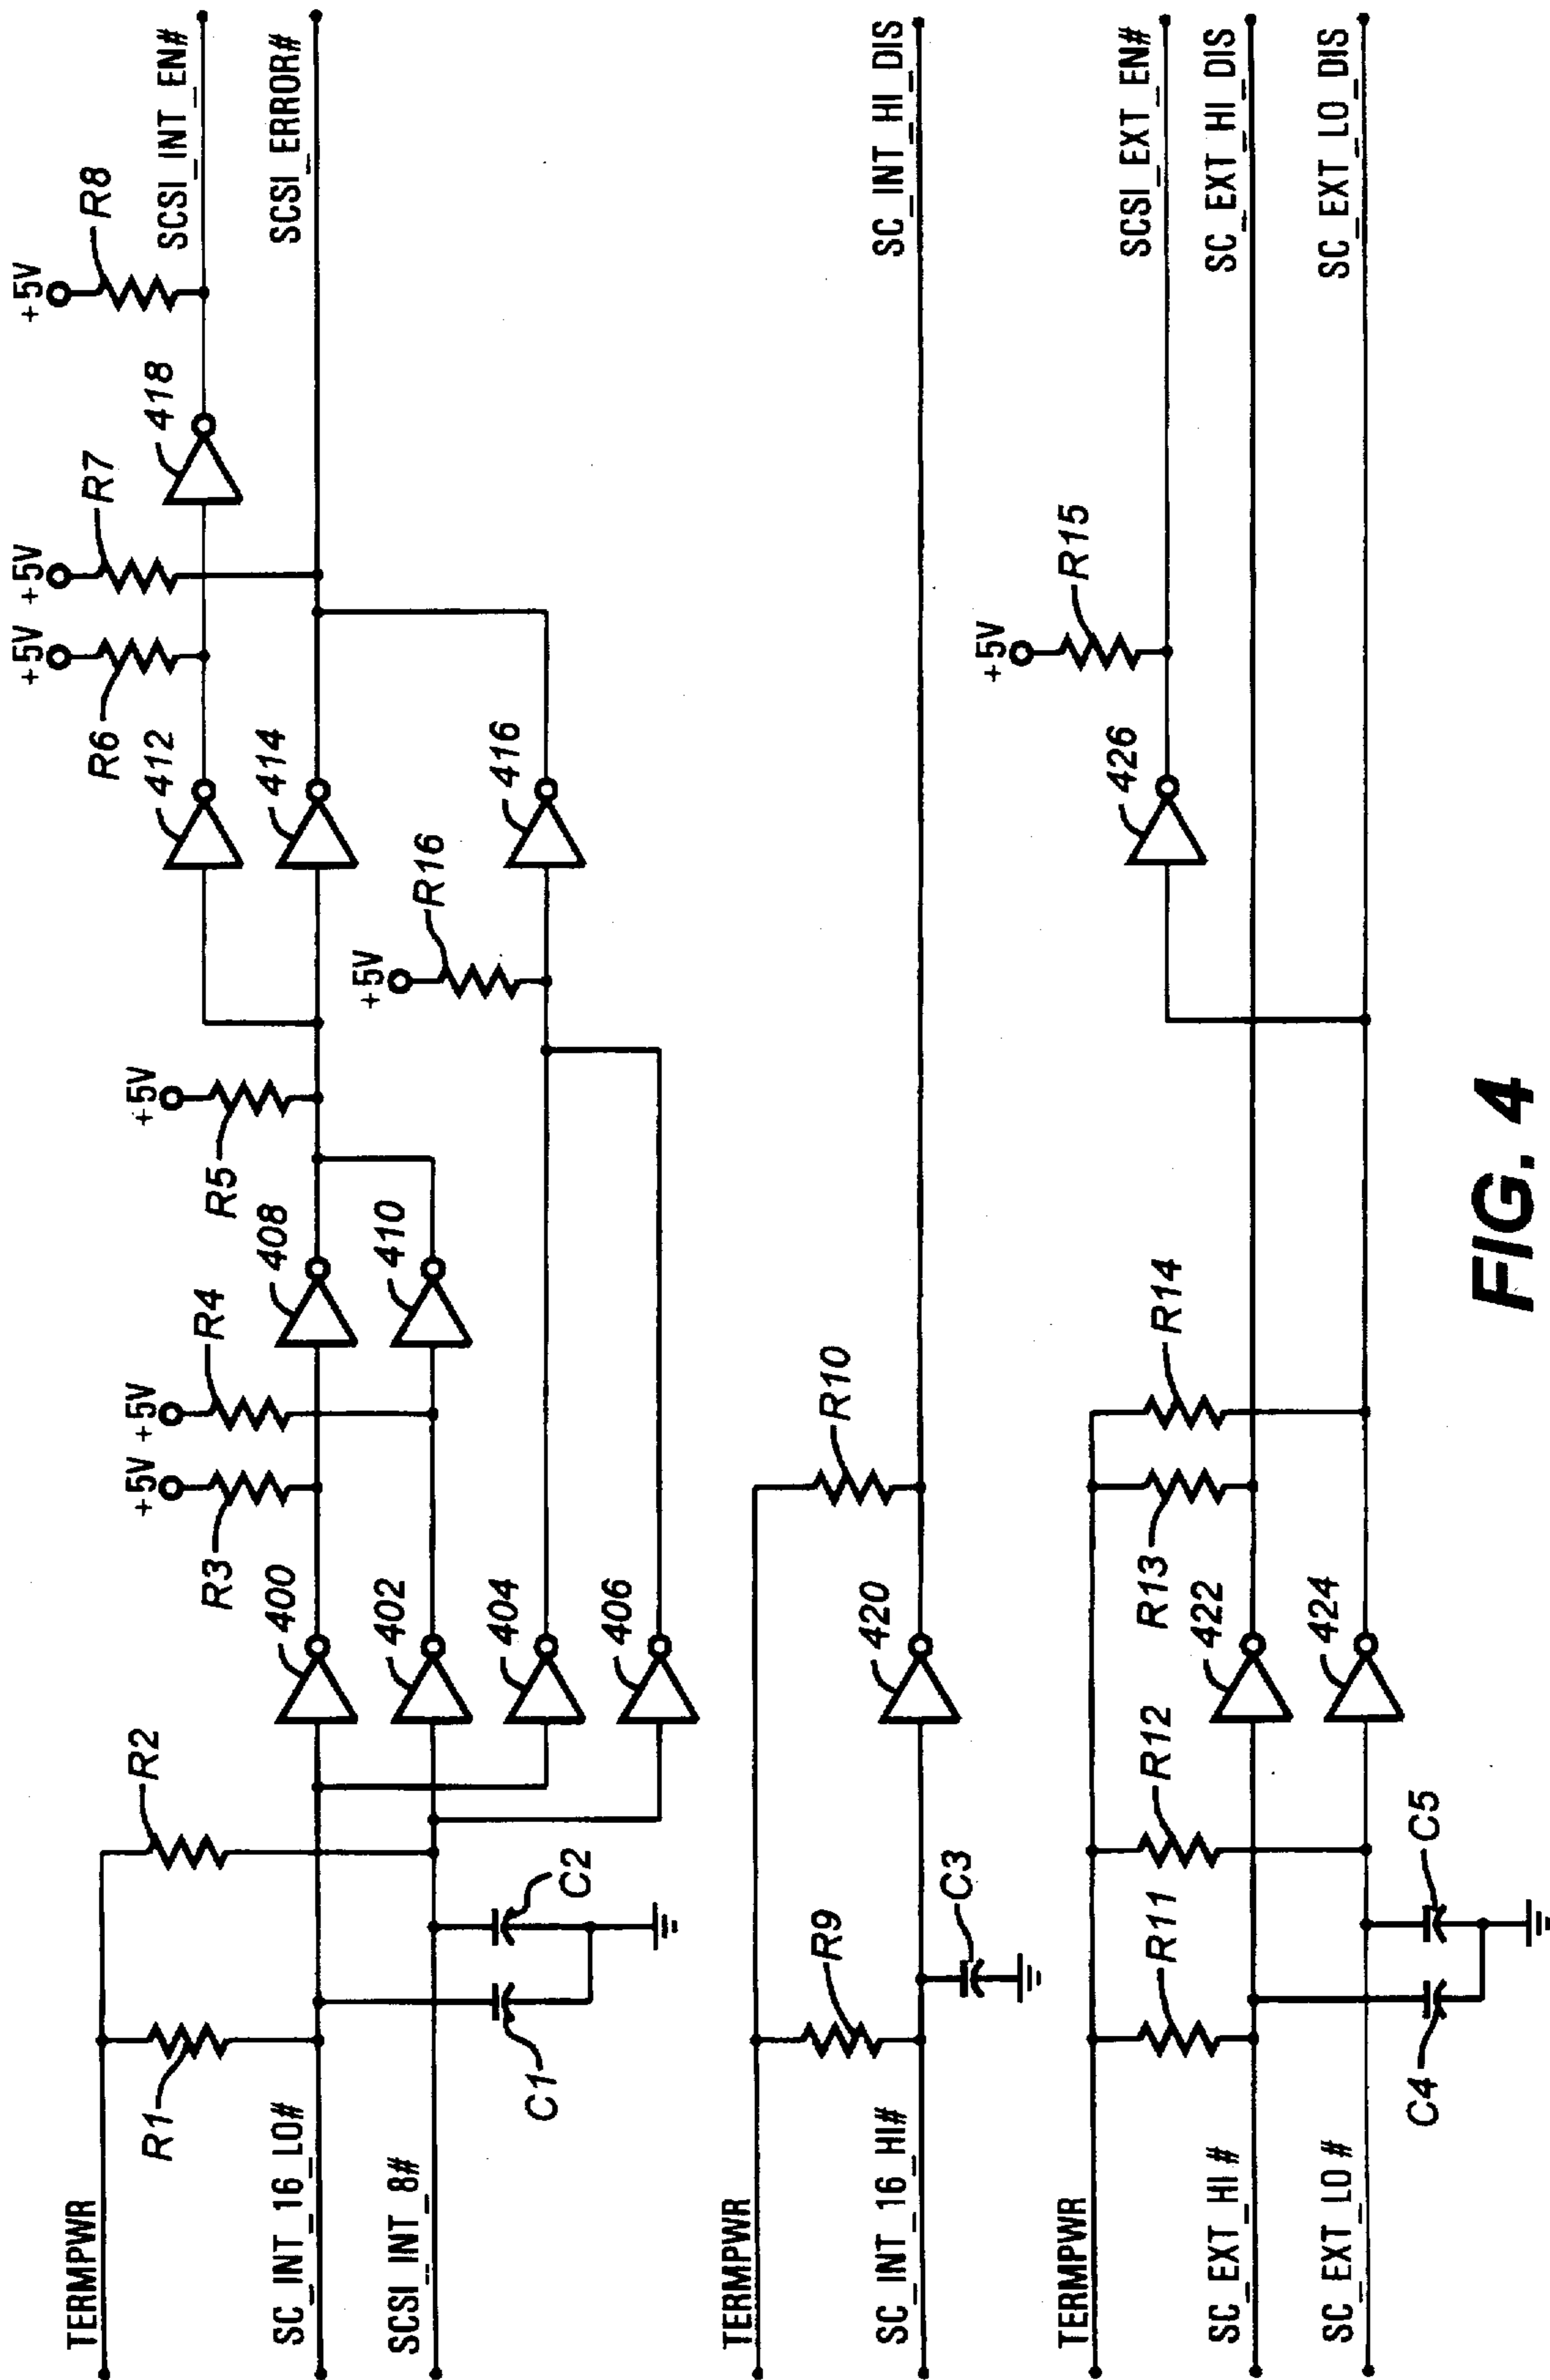 +5V
R8
+5V
+5V
R7
R6
412
418
SCSI_INT_EN#
TERMPWR
R1
R2
+5V
+5V
R3
R4
+5V
R5
400
408
414
SC_INT_16_LO#
SCSI_ERROR#
402
410
+5V
R16
SCSI_INT_8#
C1
C2
404
416
406
TERMPWR
R9
R10
420
SC_INT_16_HI#
C3
SC_INT_HI_DIS
+5V
R15
TERMPWR
R11
R12
R13
R14
426
SCSI_EXT_EN#
422
SC_EXT_HI#
SC_EXT_HI_DIS
424
SC_EXT_LO#
SC_EXT_LO_DIS
C4
C5
FIG. 4